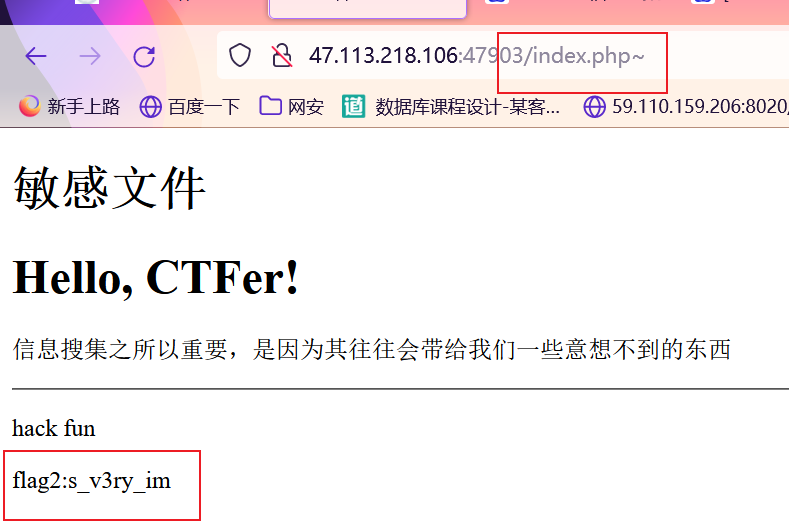 47.113.218.106:47903/index.php~
新手上路 百度一下 网安 道 数据库课程设计-某客... 59.110.159.206:8020/
敏感文件
Hello, CTFer!
信息搜集之所以重要，是因为其往往会带给我们一些意想不到的东西
hack fun
flag2:s_v3ry_im